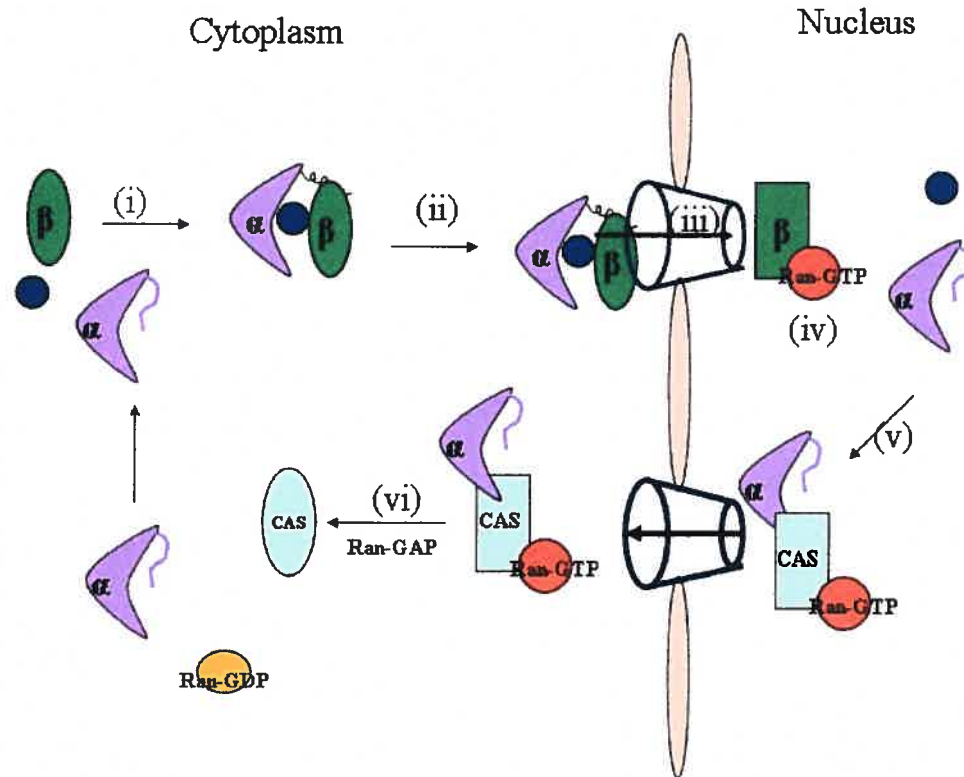 Cytoplasm
Nucleus
β
(i)
α
β
(ii)
α
β
(iii)
β
Ran-GTP
(iv)
α
α
α
(v)
α
CAS
(vi)
Ran-GAP
CAS
Ran-GTP
CAS
Ran-GTP
α
Ran-GDP